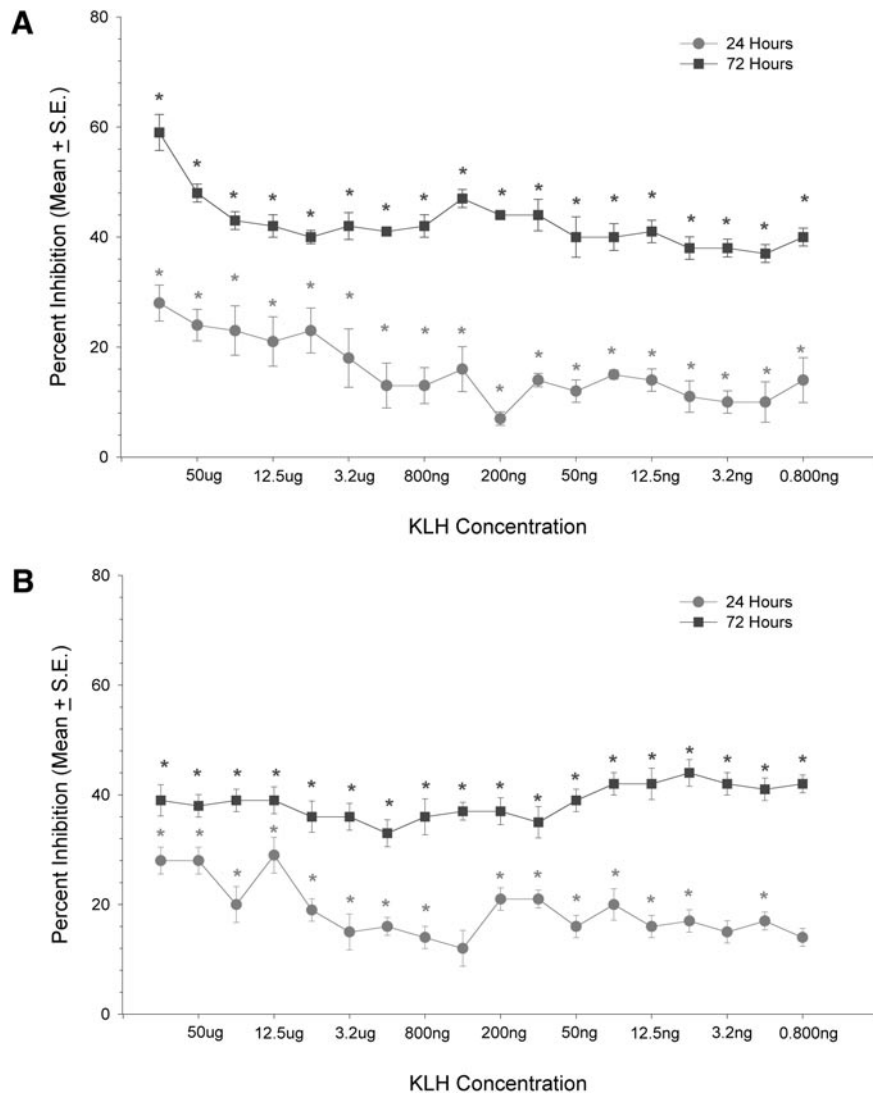 A
80
60
40
20
0
Percent Inhibition (Mean ± S.E.)
24 Hours
72 Hours
* * * * * * * * * * * * * * * * * *
* * * * * * * * * * * * * * * * * *
50ug 12.5ug 3.2ug 800ng 200ng 50ng 12.5ng 3.2ng 0.800ng
KLH Concentration
B
80
60
40
20
0
Percent Inhibition (Mean ± S.E.)
24 Hours
72 Hours
* * * * * * * * * * * * * * * * * *
* * * * * * * * * * * * * * *
50ug 12.5ug 3.2ug 800ng 200ng 50ng 12.5ng 3.2ng 0.800ng
KLH Concentration